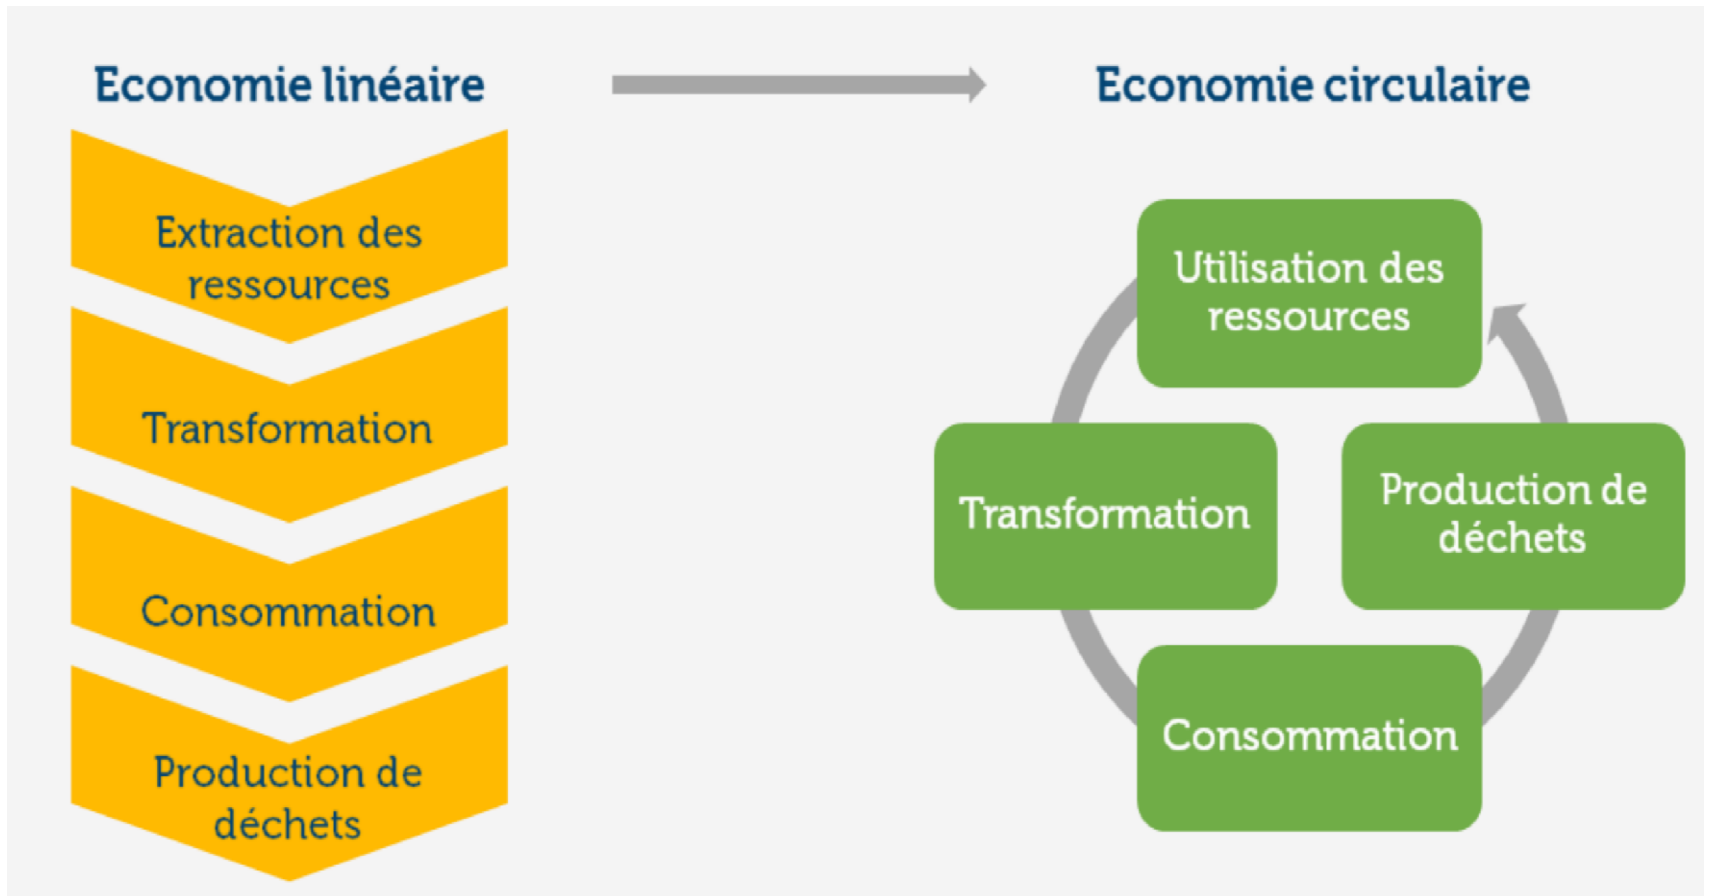 Economie linéaire
Extraction des
ressources
Transformation
Consommation
Production de
déchets
Economie circulaire
Utilisation des
ressources
Transformation
Consommation
Production de
déchets